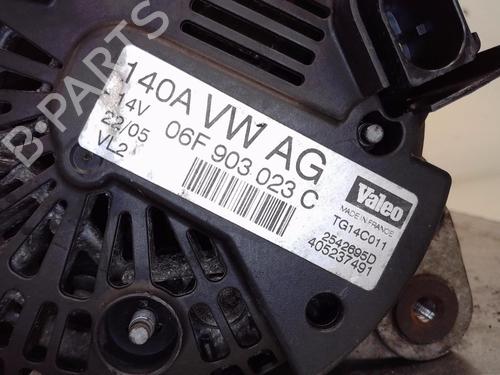 140A VW AG
14V 06F 903 023 C
22/05
VL2
Valeo
MADE IN FRANCE
TG14C011
2542695D
405237491
B-PARTS